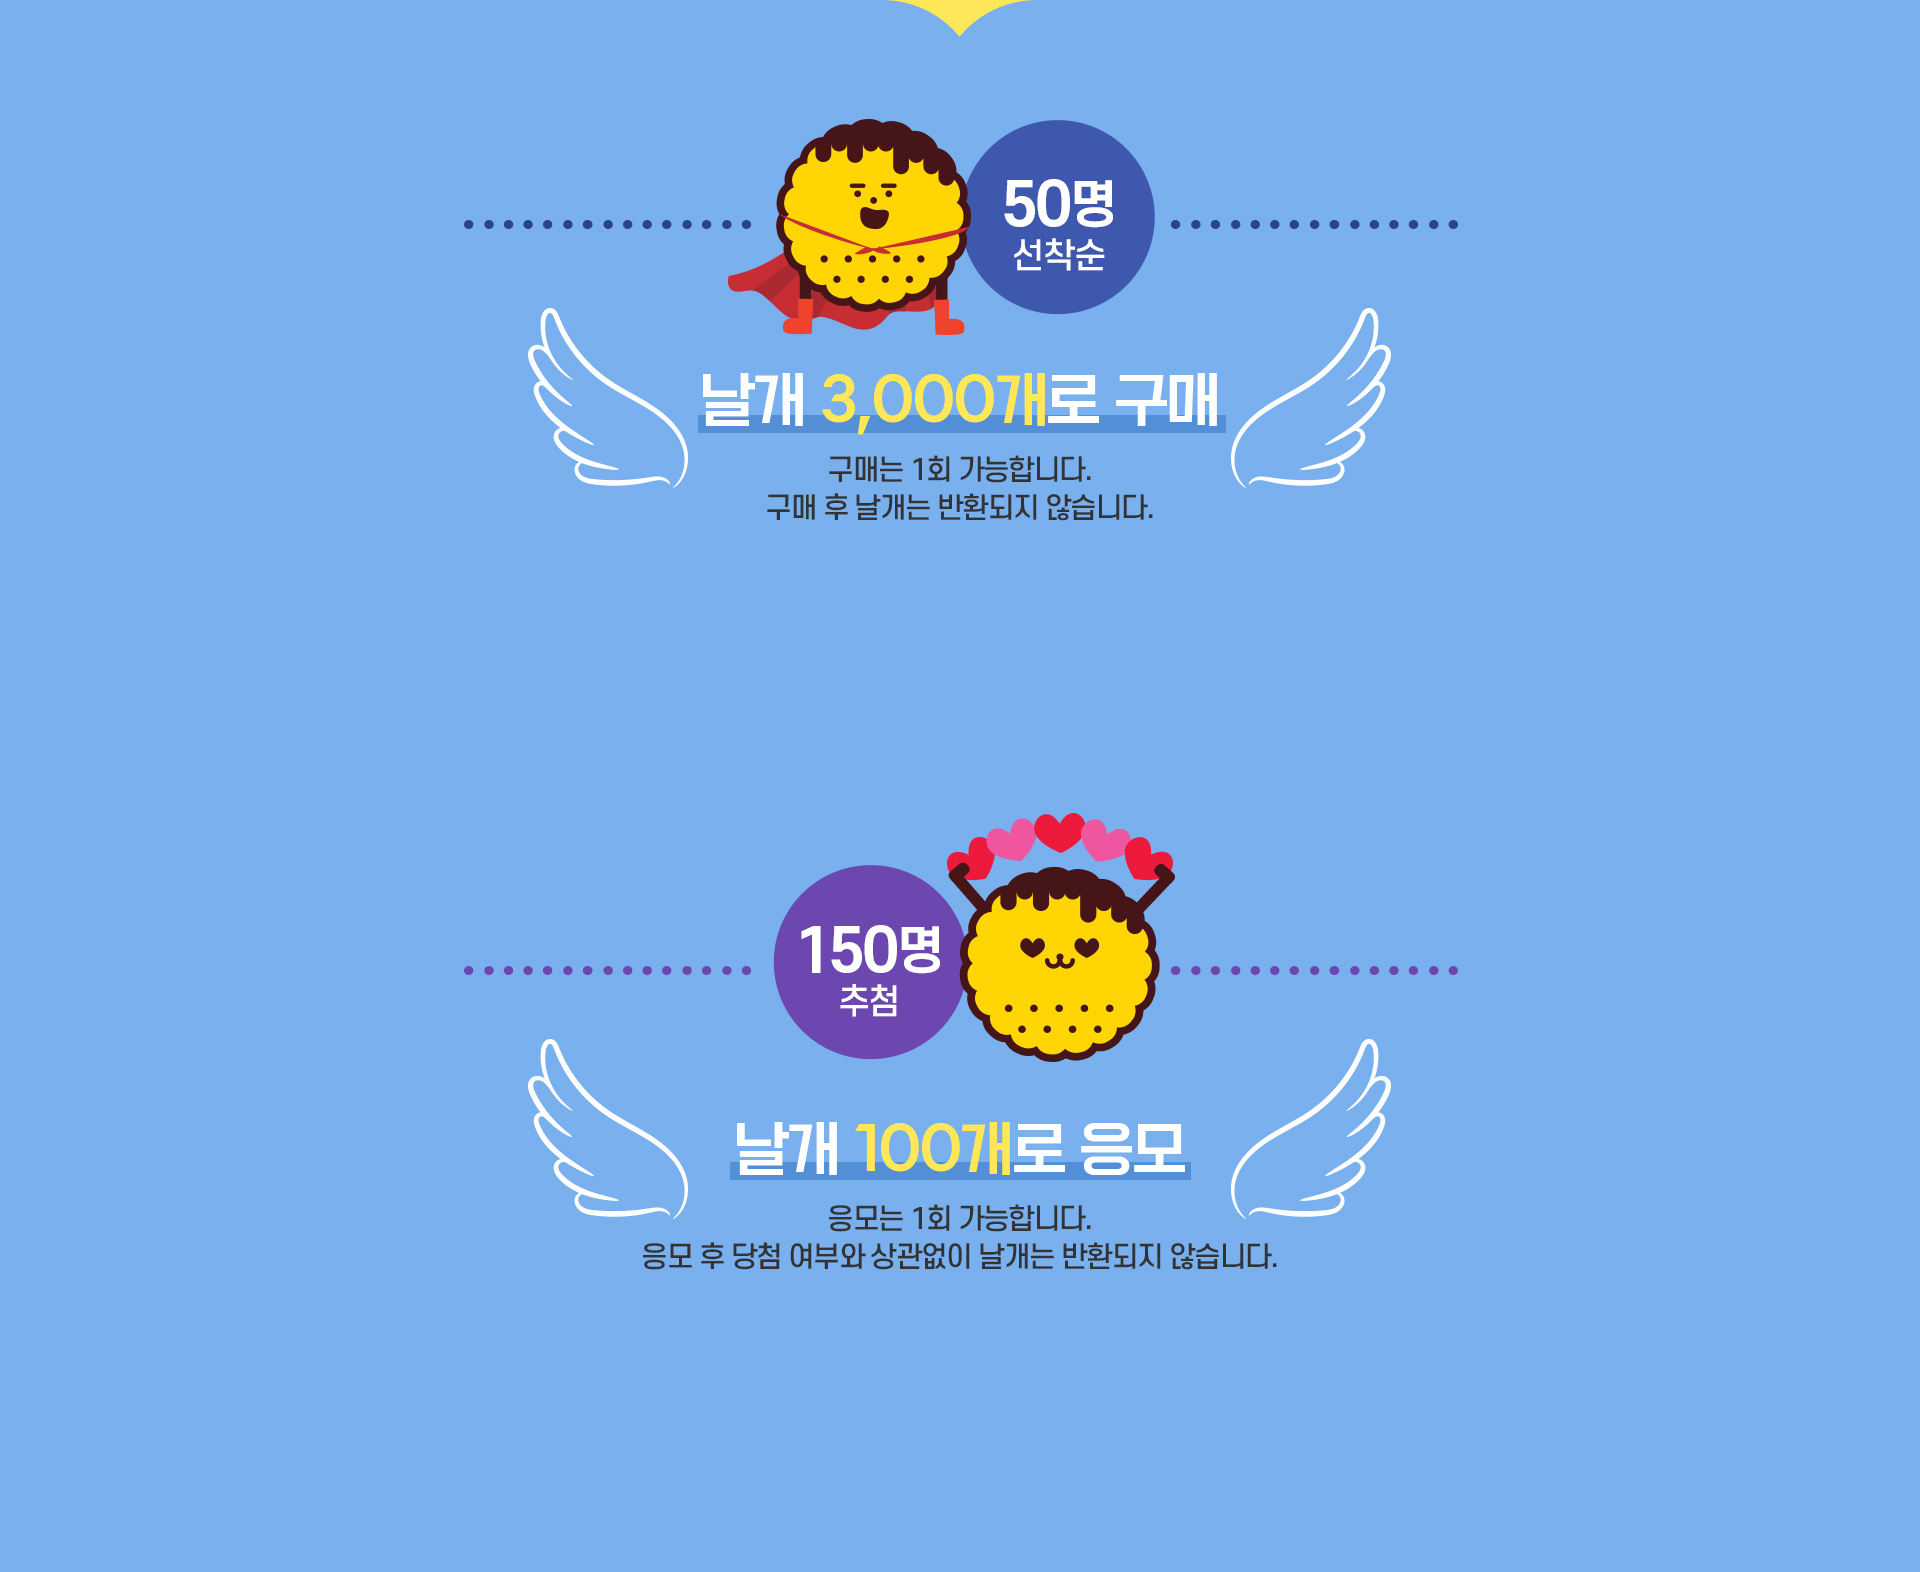 50명
선착순
날개 3,000개로 구매
구매는 1회 가능합니다.
구매 후 날개는 반환되지 않습니다.
150명
추첨
날개 100개로 응모
응모는 1회 가능합니다.
응모 후 당첨 여부와 상관없이 날개는 반환되지 않습니다.